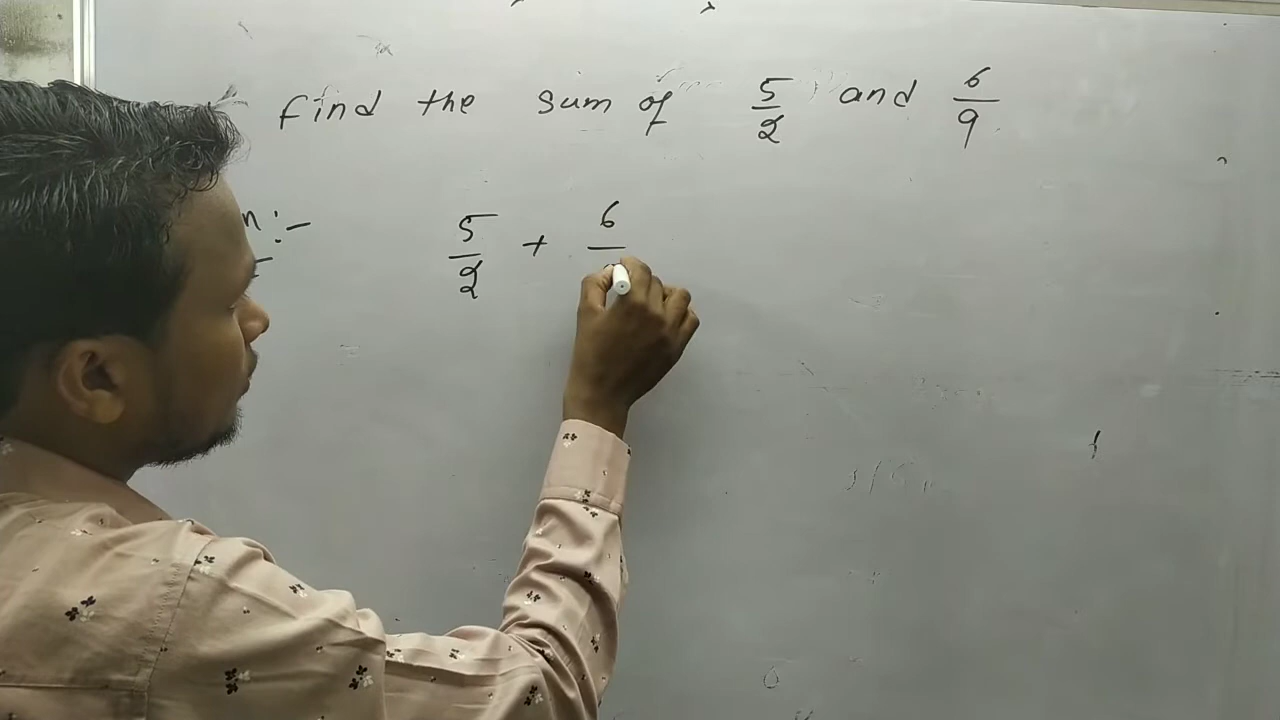 Find the sum of 5/2 and 6/9
n :-
5/2 + 6/